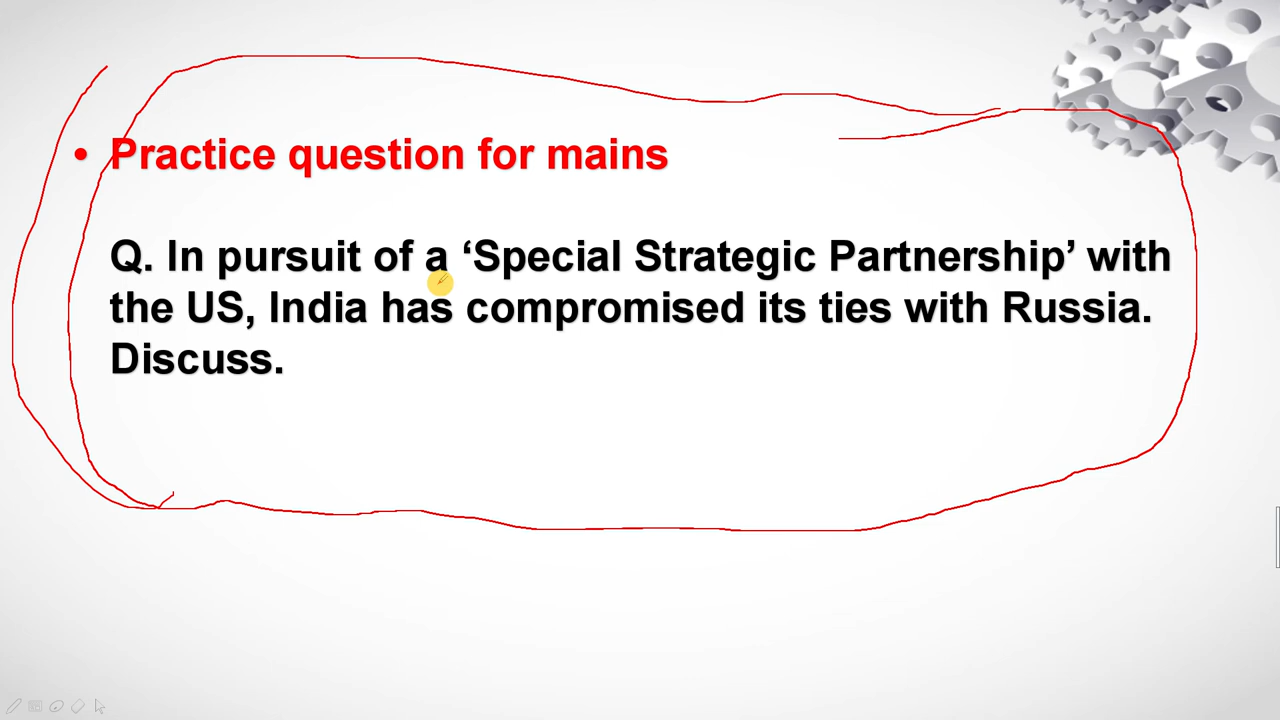 • Practice question for mains
Q. In pursuit of a ‘Special Strategic Partnership’ with
the US, India has compromised its ties with Russia.
Discuss.